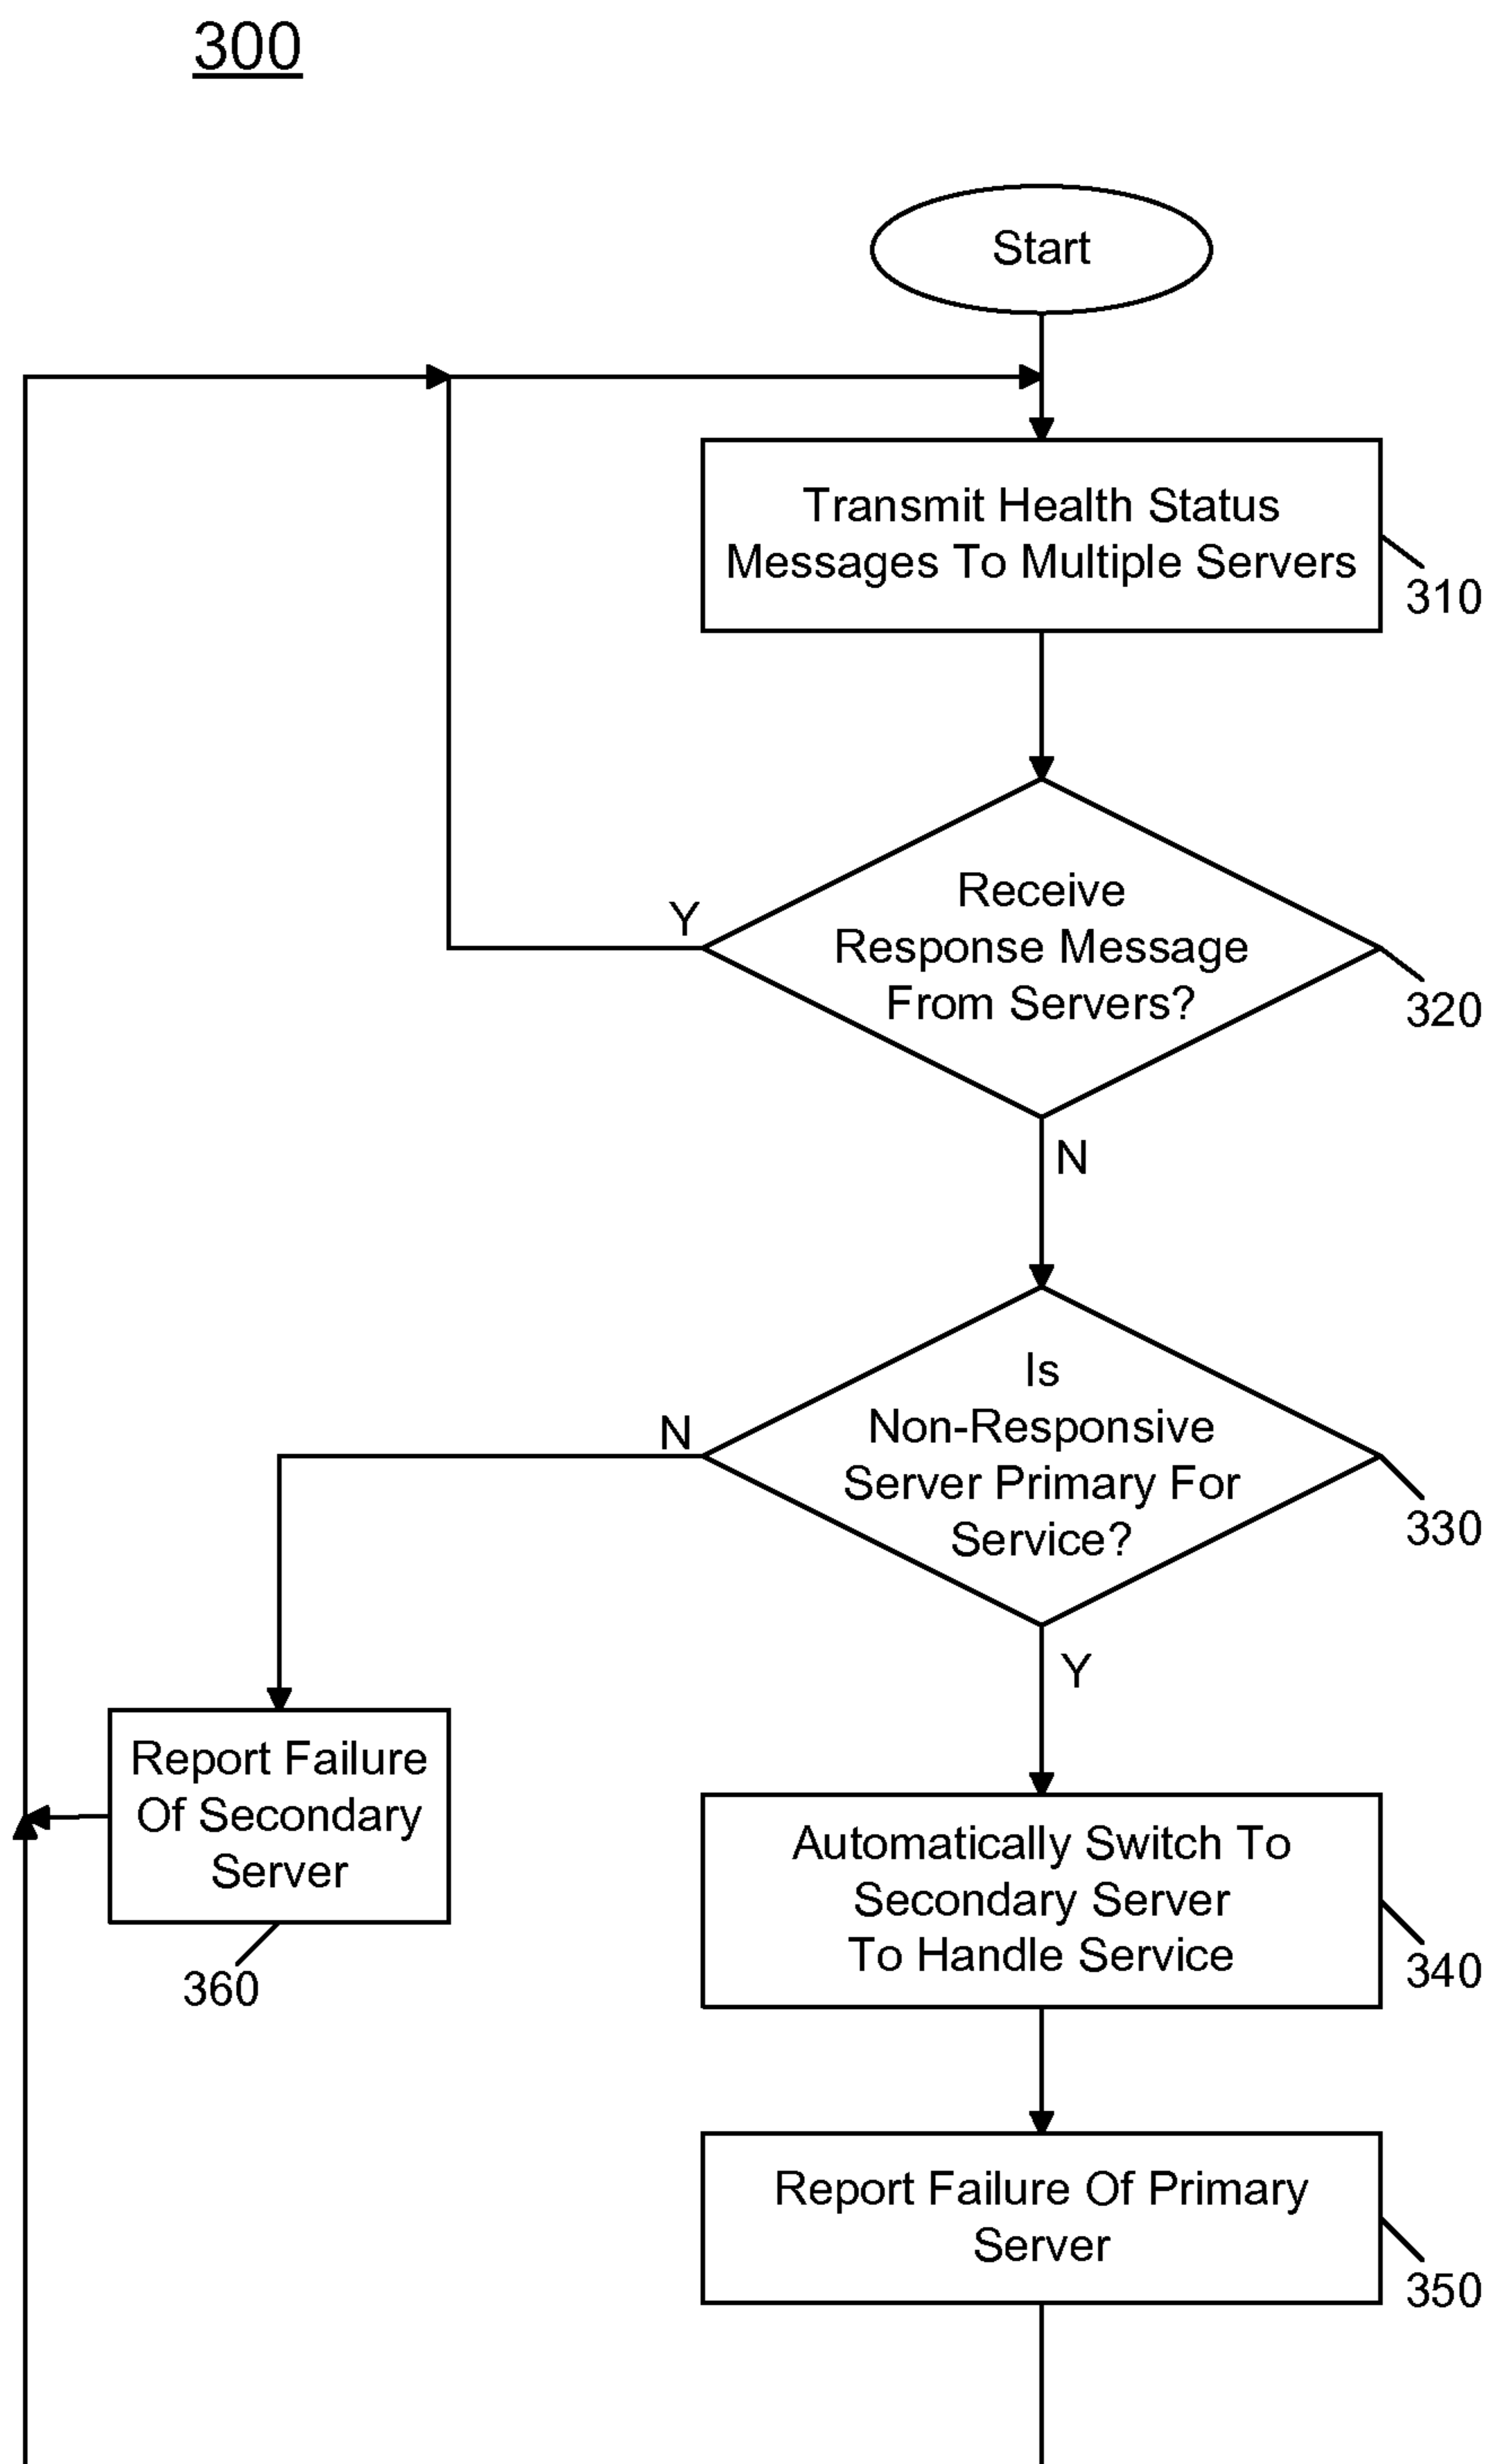 300
Start
Transmit Health Status
Messages To Multiple Servers
310
Receive
Response Message
From Servers?
Y
320
N
Is
Non-Responsive
Server Primary For
Service?
N
330
Y
Report Failure
Of Secondary
Server
360
Automatically Switch To
Secondary Server
To Handle Service
340
Report Failure Of Primary
Server
350